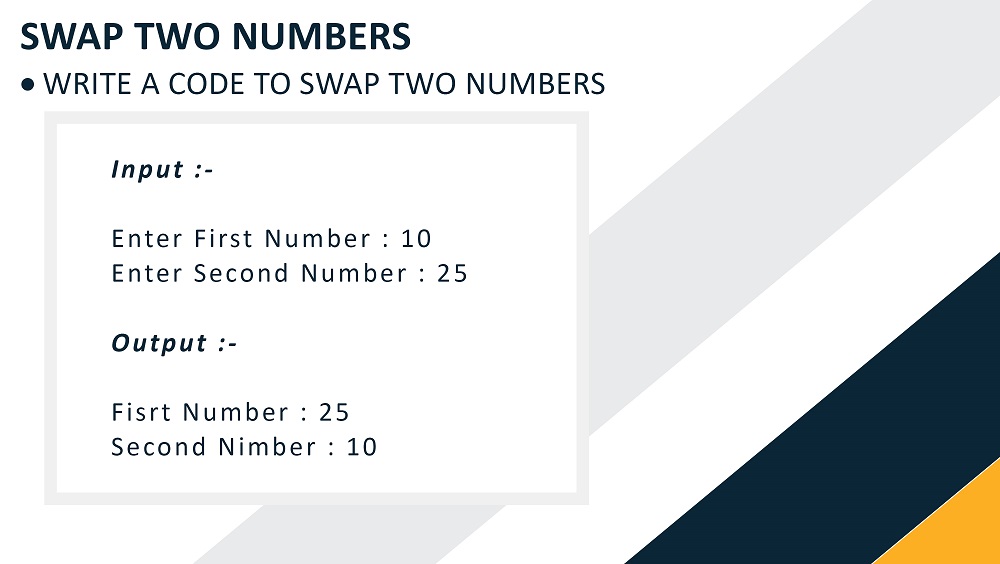 SWAP TWO NUMBERS
• WRITE A CODE TO SWAP TWO NUMBERS
Input :-
Enter First Number : 10
Enter Second Number : 25
Output :-
Fisrt Number : 25
Second Nimber : 10